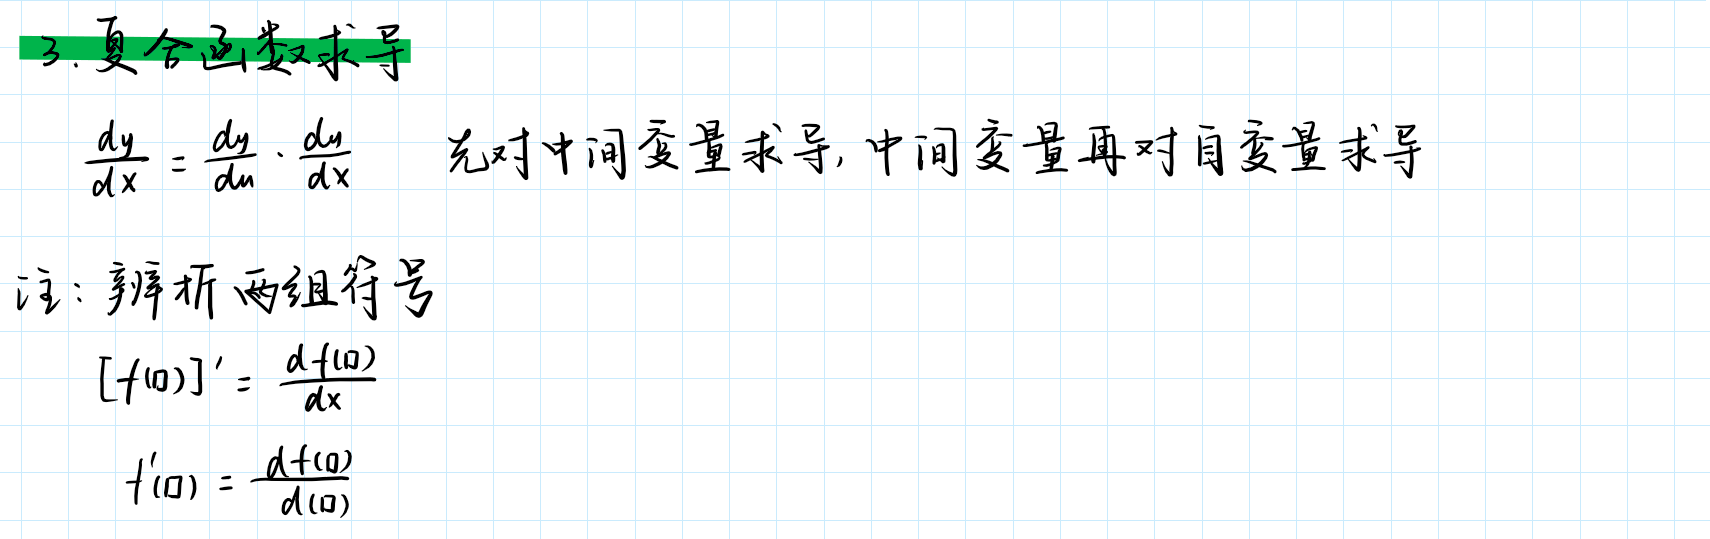 3. 复合函数求导
dy/dx = dy/du · du/dx 先对中间变量求导, 中间变量再对自变量求导
注: 辨析两组符号
[f(□)]' = df(□)/dx
f'(□) = df(□)/d(□)